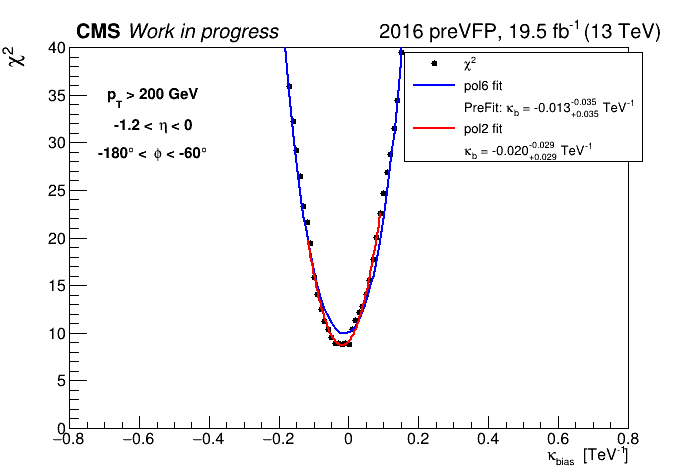 CMS Work in progress 2016 preVFP, 19.5 fb⁻¹ (13 TeV)
χ²
40
35
30
25
20
15
10
5
0
p_T > 200 GeV
-1.2 < η < 0
-180° < ϕ < -60°
χ²
pol6 fit
PreFit: κ_b = -0.013 -0.035 +0.035 TeV⁻¹
pol2 fit
κ_b = -0.020 -0.029 +0.029 TeV⁻¹
−0.8 −0.6 −0.4 −0.2 0 0.2 0.4 0.6 0.8
κ_bias [TeV⁻¹]